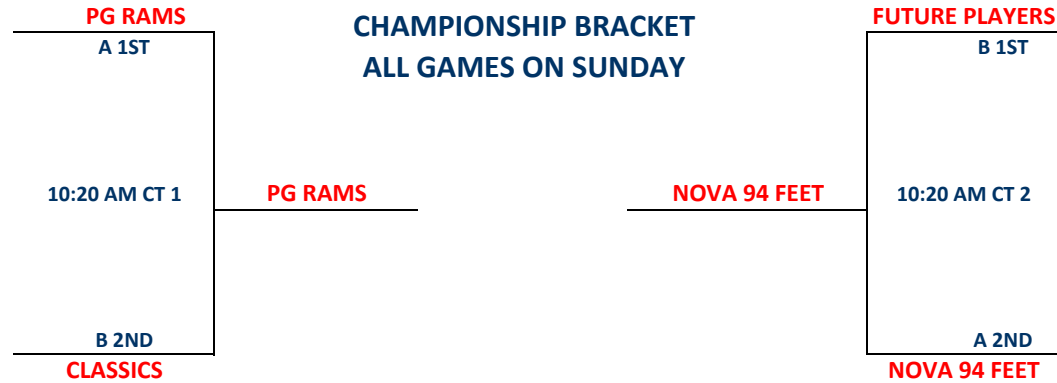 PG RAMS
A 1ST
CHAMPIONSHIP BRACKET
ALL GAMES ON SUNDAY
FUTURE PLAYERS
B 1ST
10:20 AM CT 1
PG RAMS
NOVA 94 FEET
10:20 AM CT 2
B 2ND
CLASSICS
A 2ND
NOVA 94 FEET